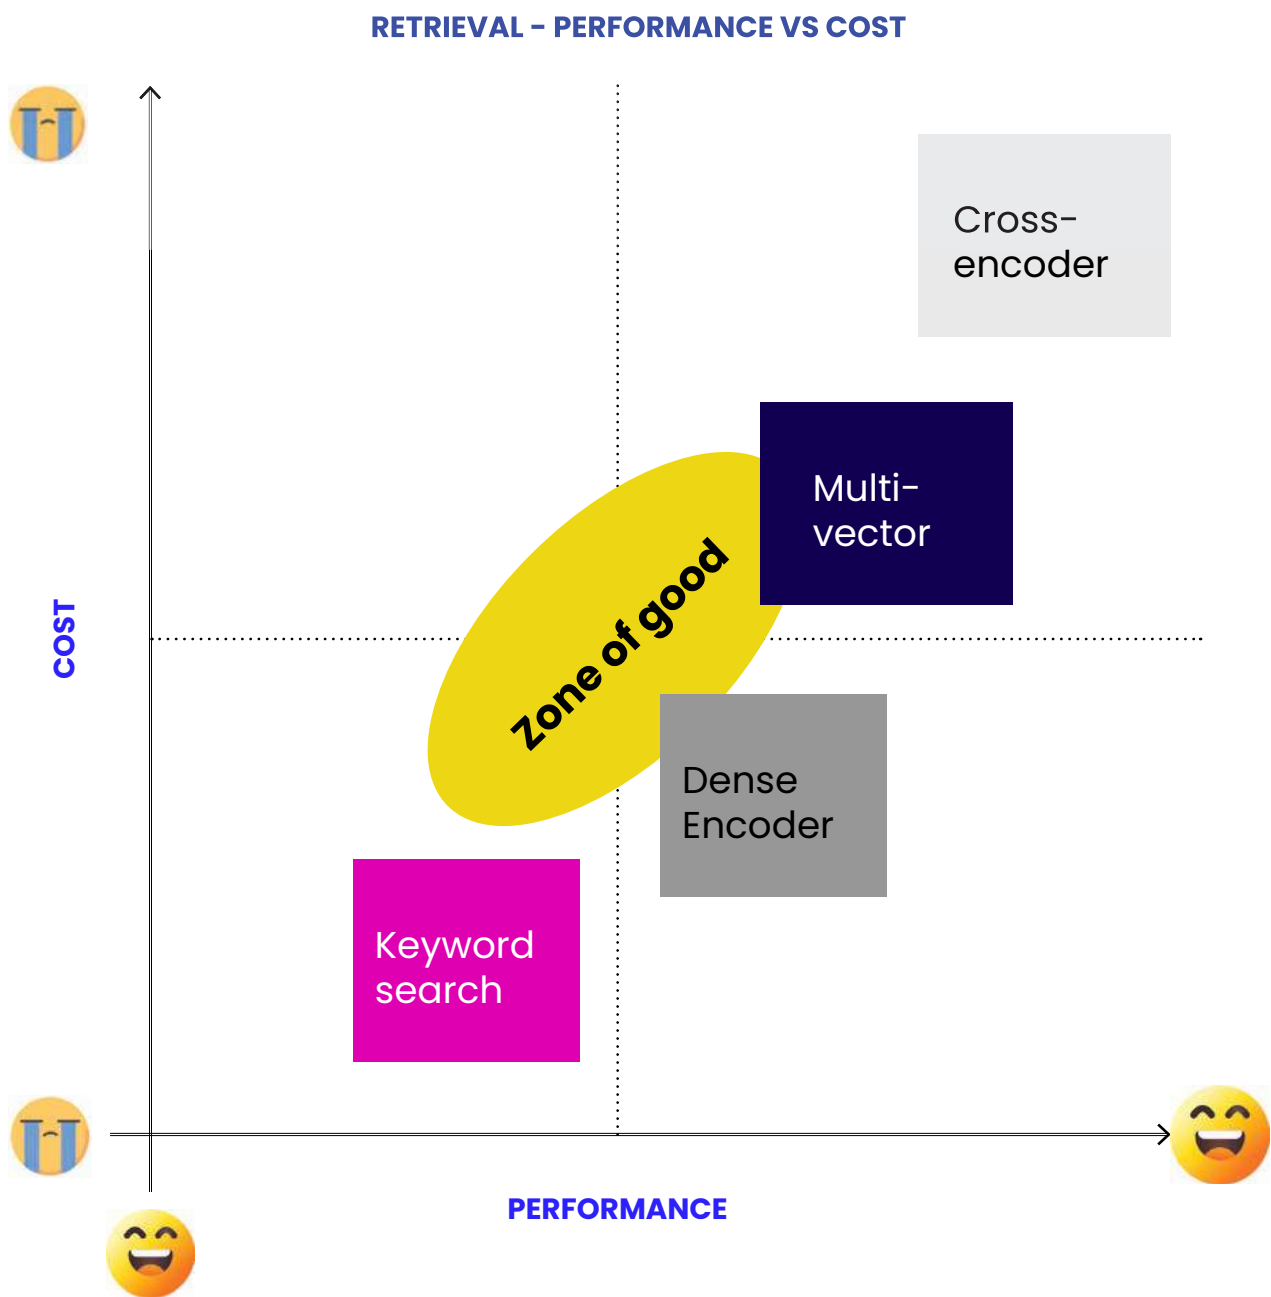 RETRIEVAL - PERFORMANCE VS COST
Cross-
encoder
Multi-
vector
Zone of good
COST
Dense
Encoder
Keyword
search
PERFORMANCE